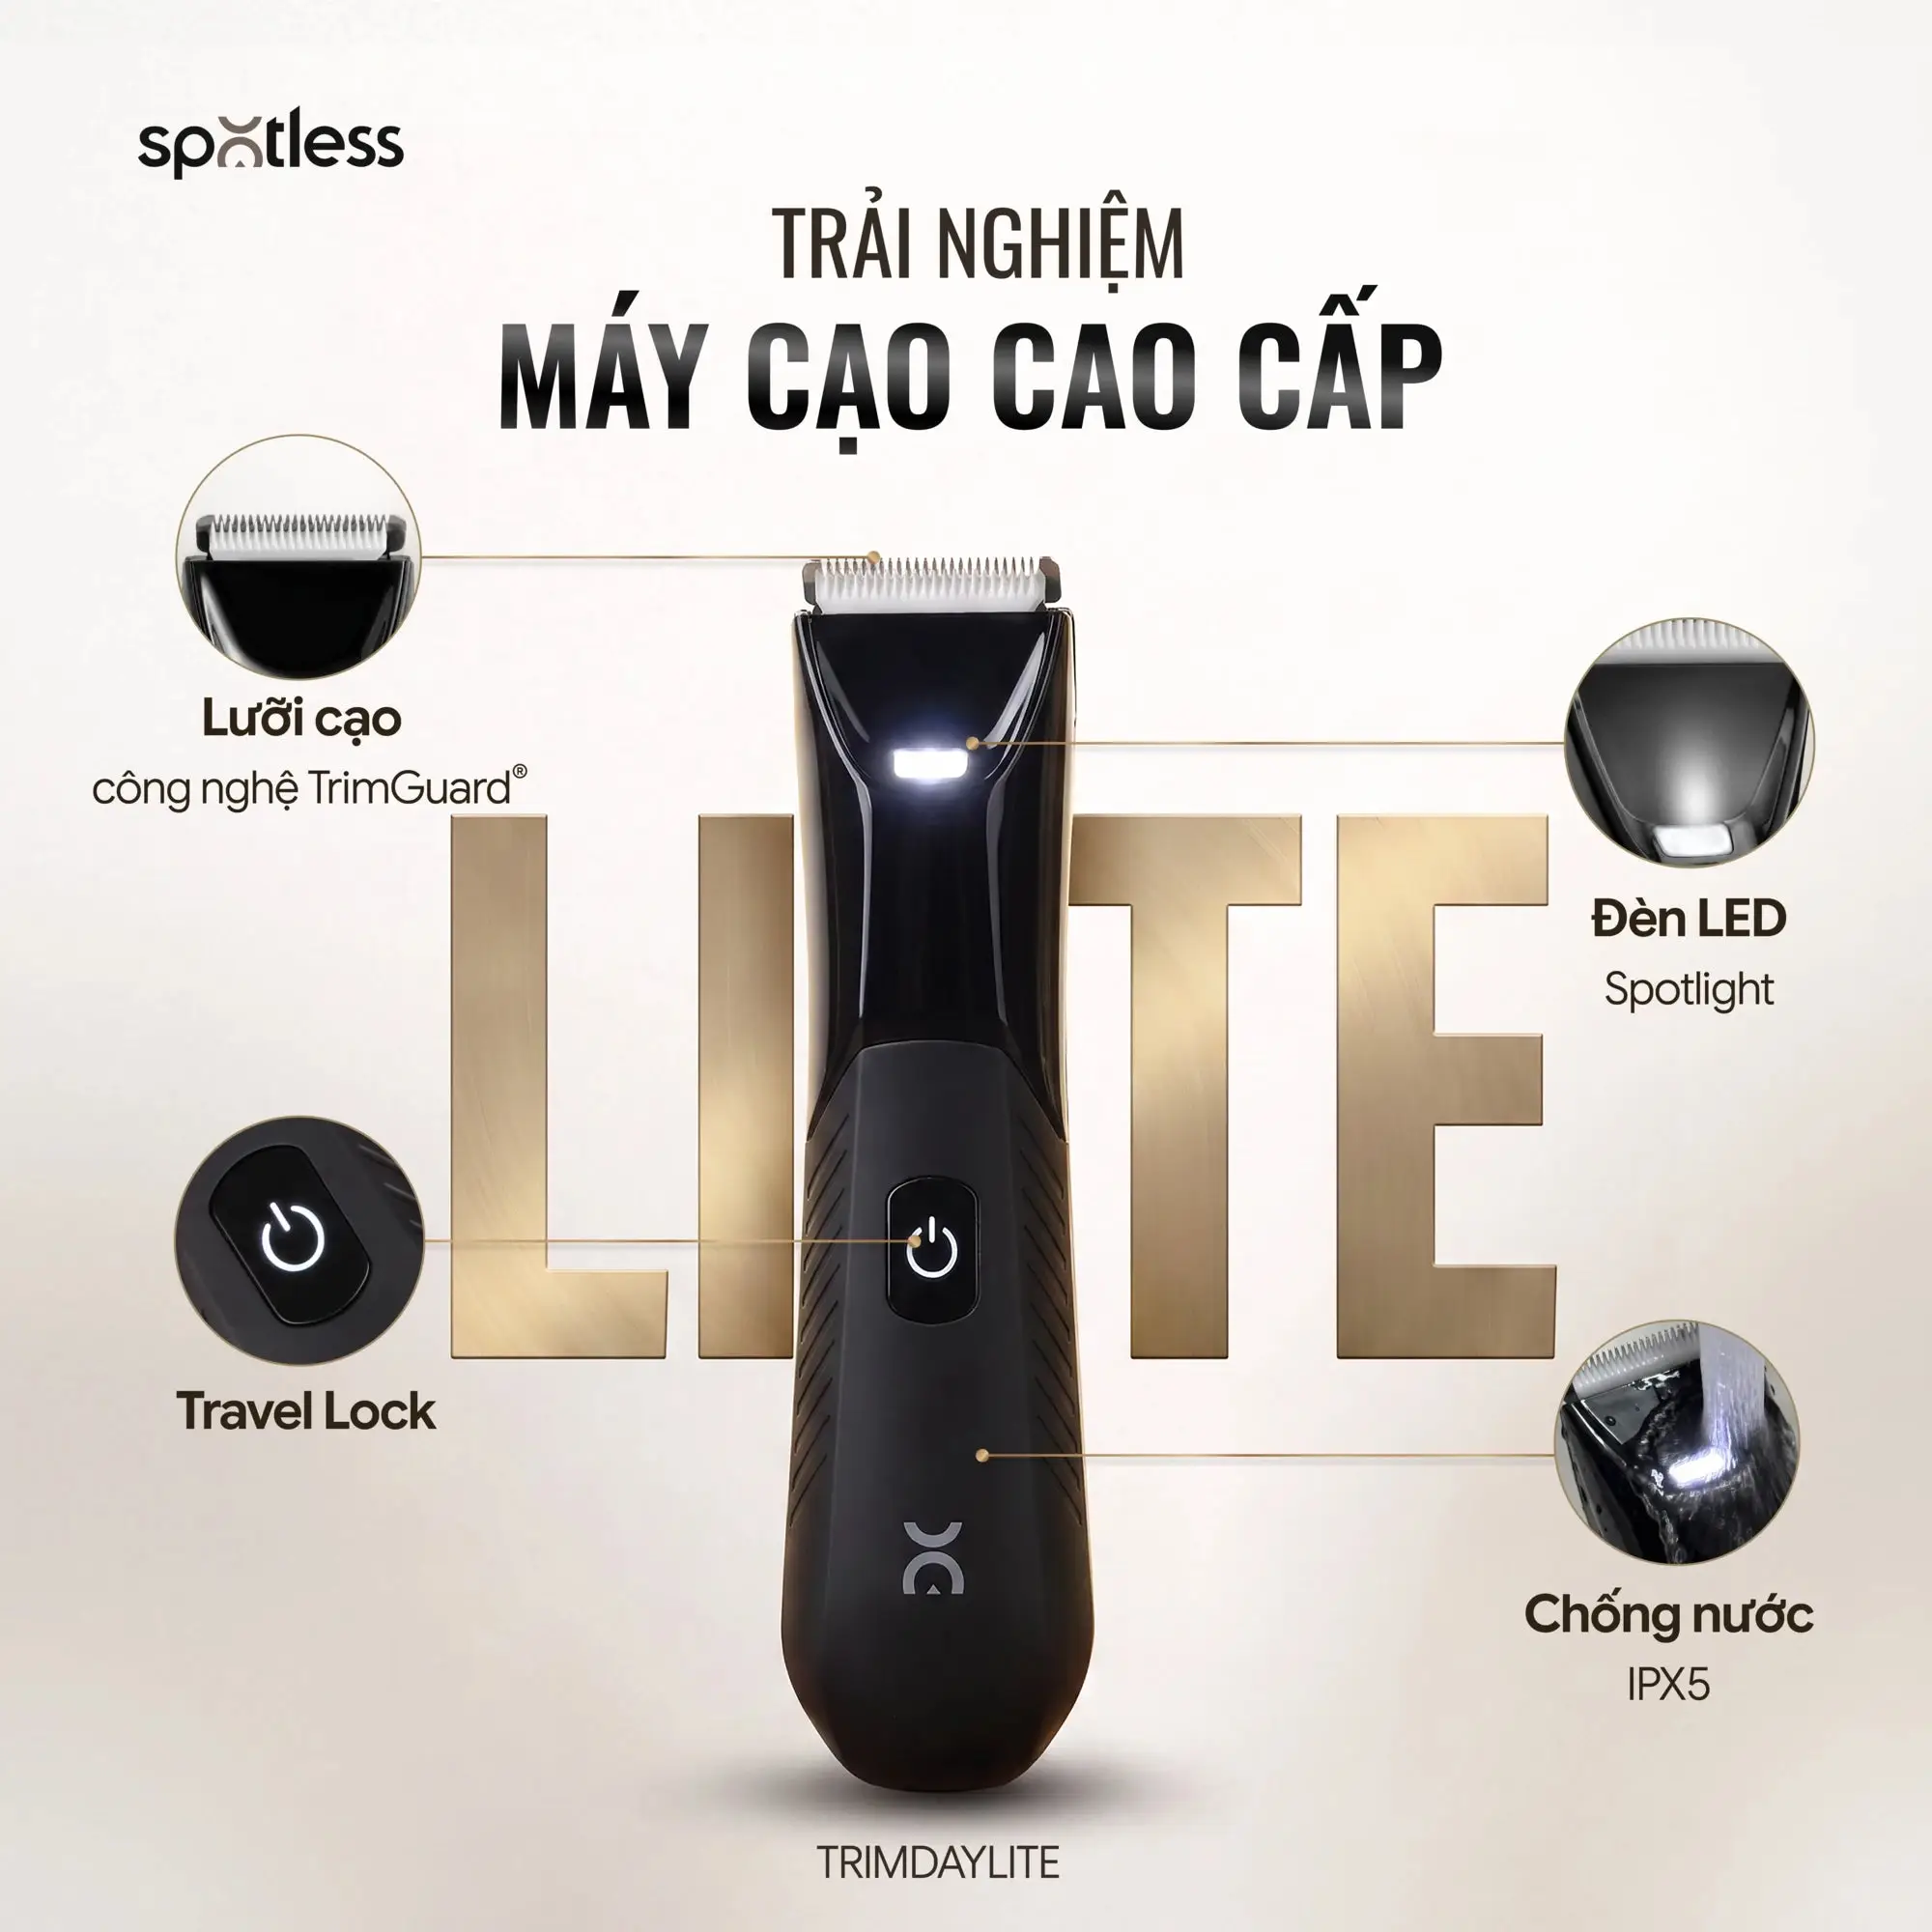 spotless
TRẢI NGHIỆM
MÁY CẠO CAO CẤP
Lưỡi cạo
công nghệ TrimGuard®
LITE
Đèn LED
Spotlight
Travel Lock
Chống nước
IPX5
TRIMDAYLITE